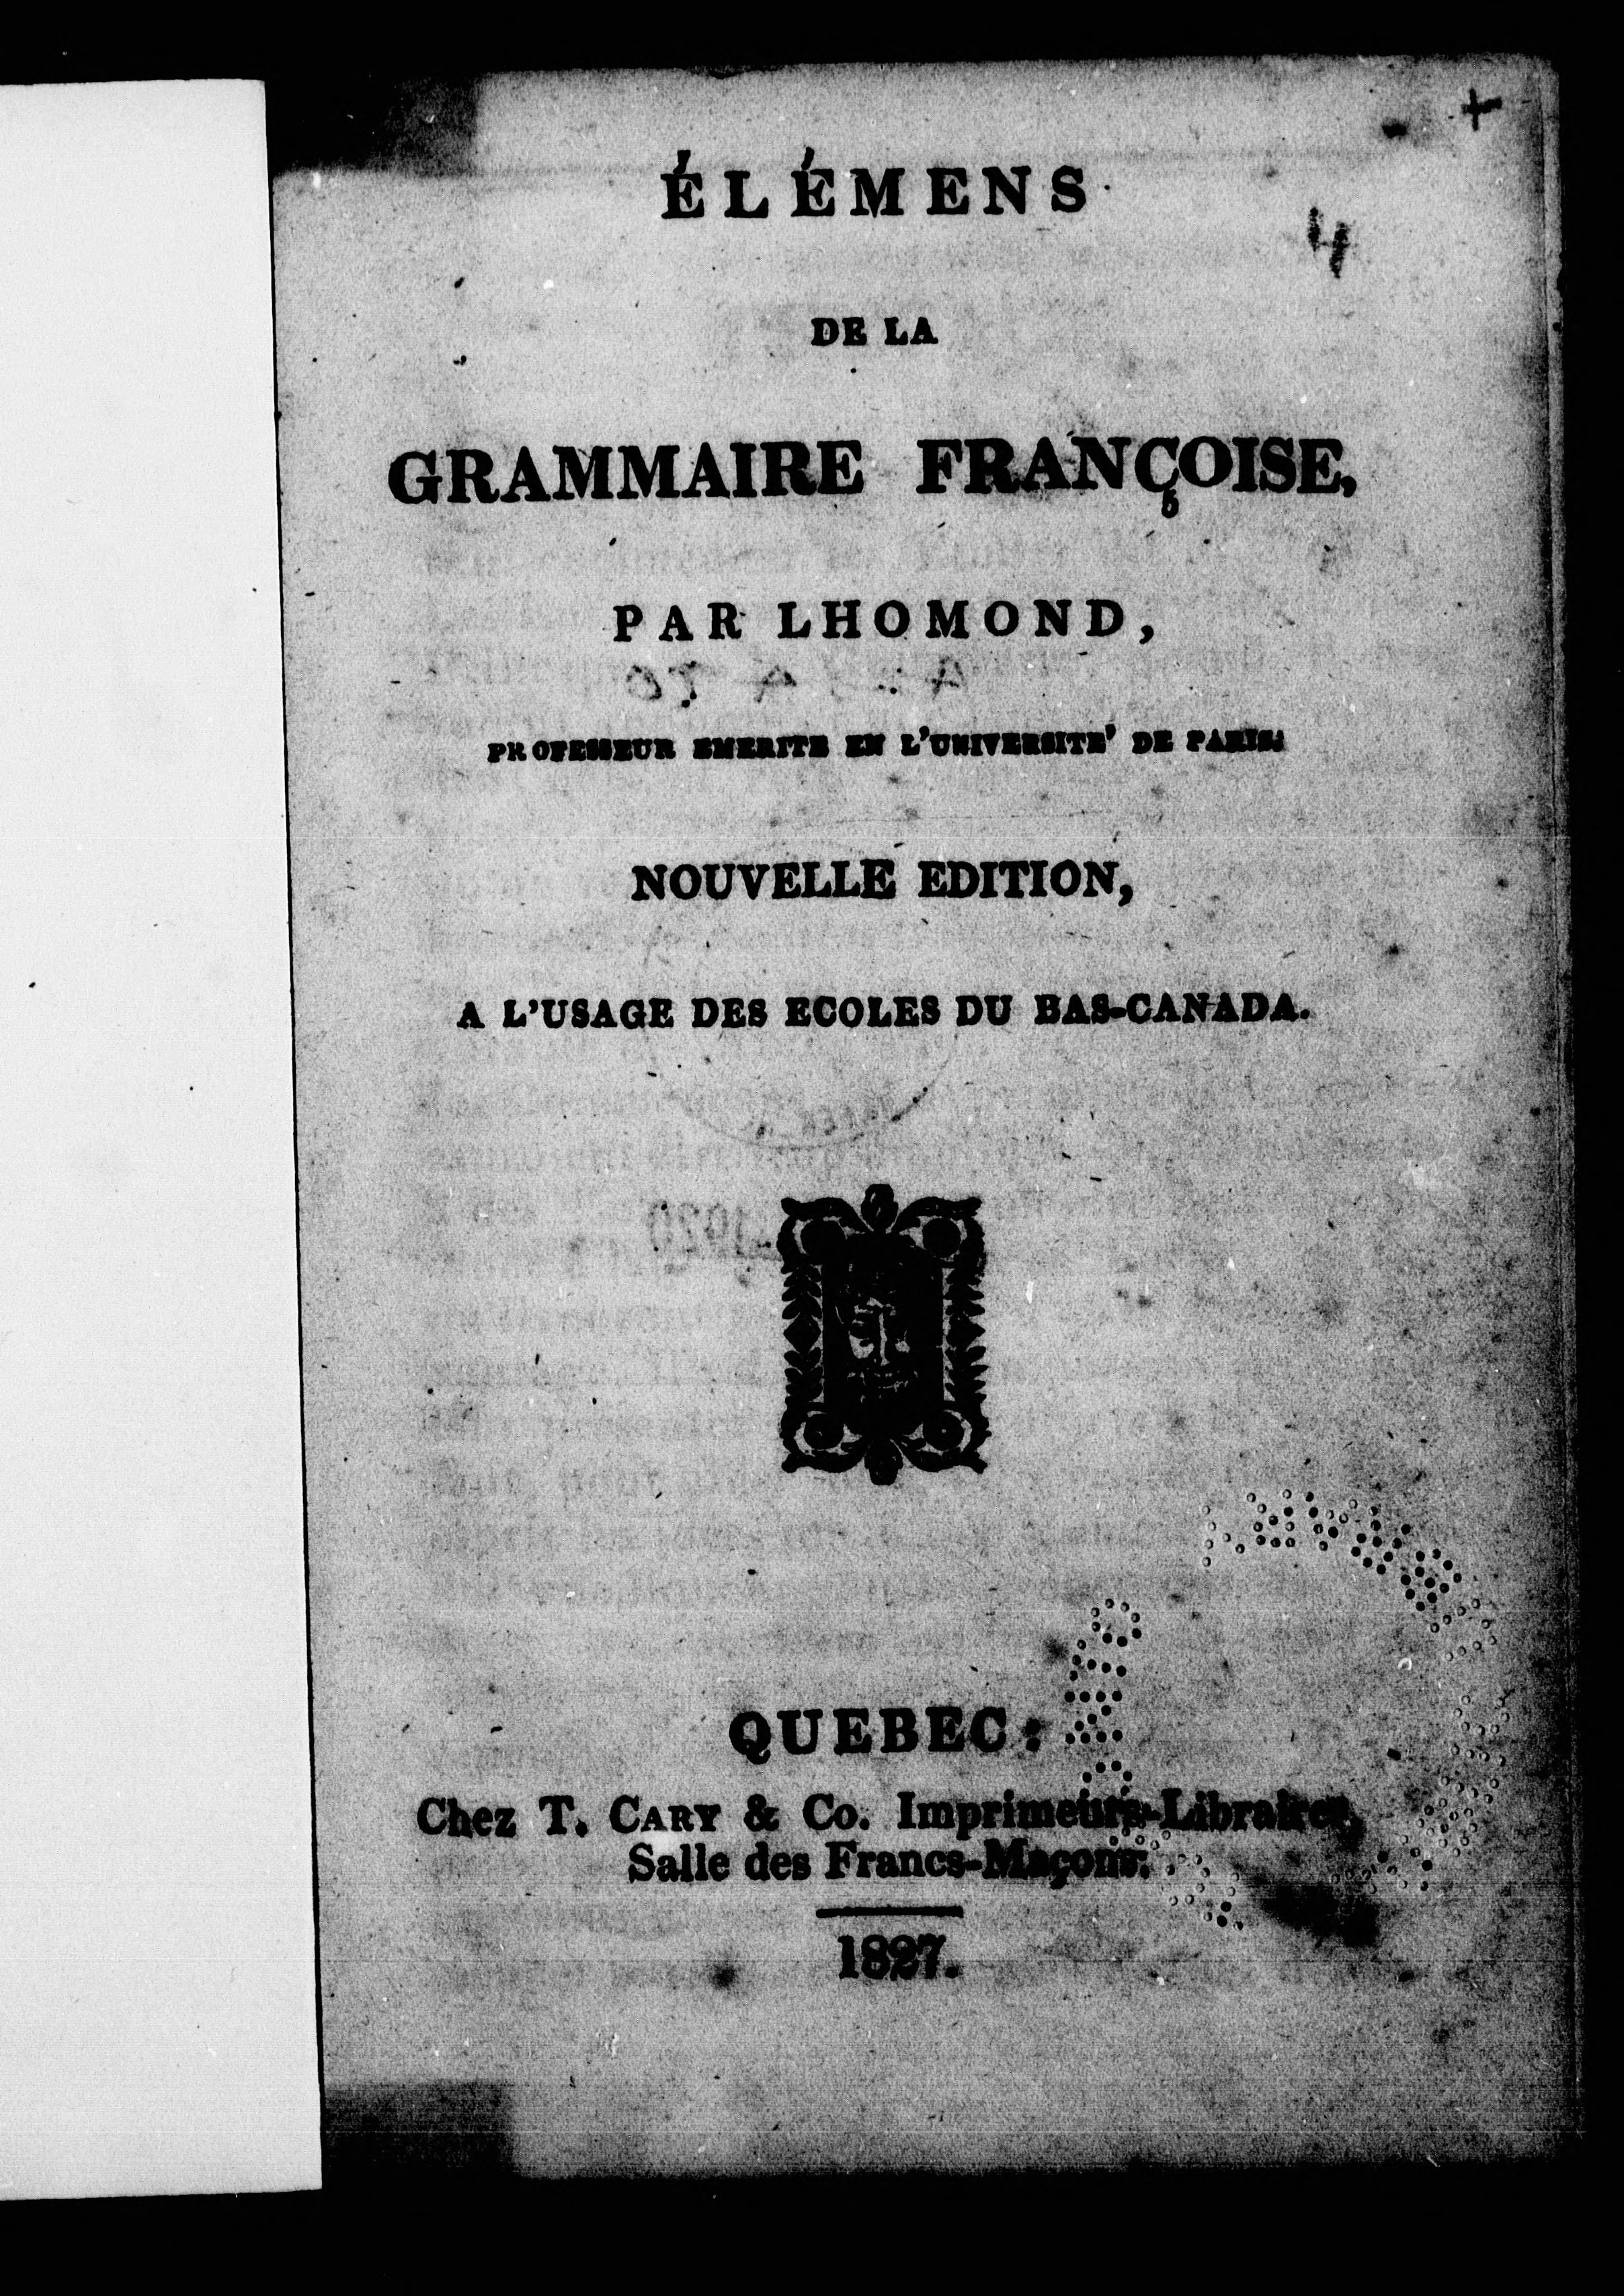 ÉLÉMENS
4
DE LA
GRAMMAIRE FRANÇOISE,
PAR LHOMOND,
PROFESSEUR EMERITE EN L'UNIVERSITE' DE PARIS.
NOUVELLE EDITION,
A L'USAGE DES ECOLES DU BAS-CANADA.
QUEBEC:
Chez T. CARY & Co. Imprimeurs-Libraires,
Salle des Francs-Maçons.
1827.